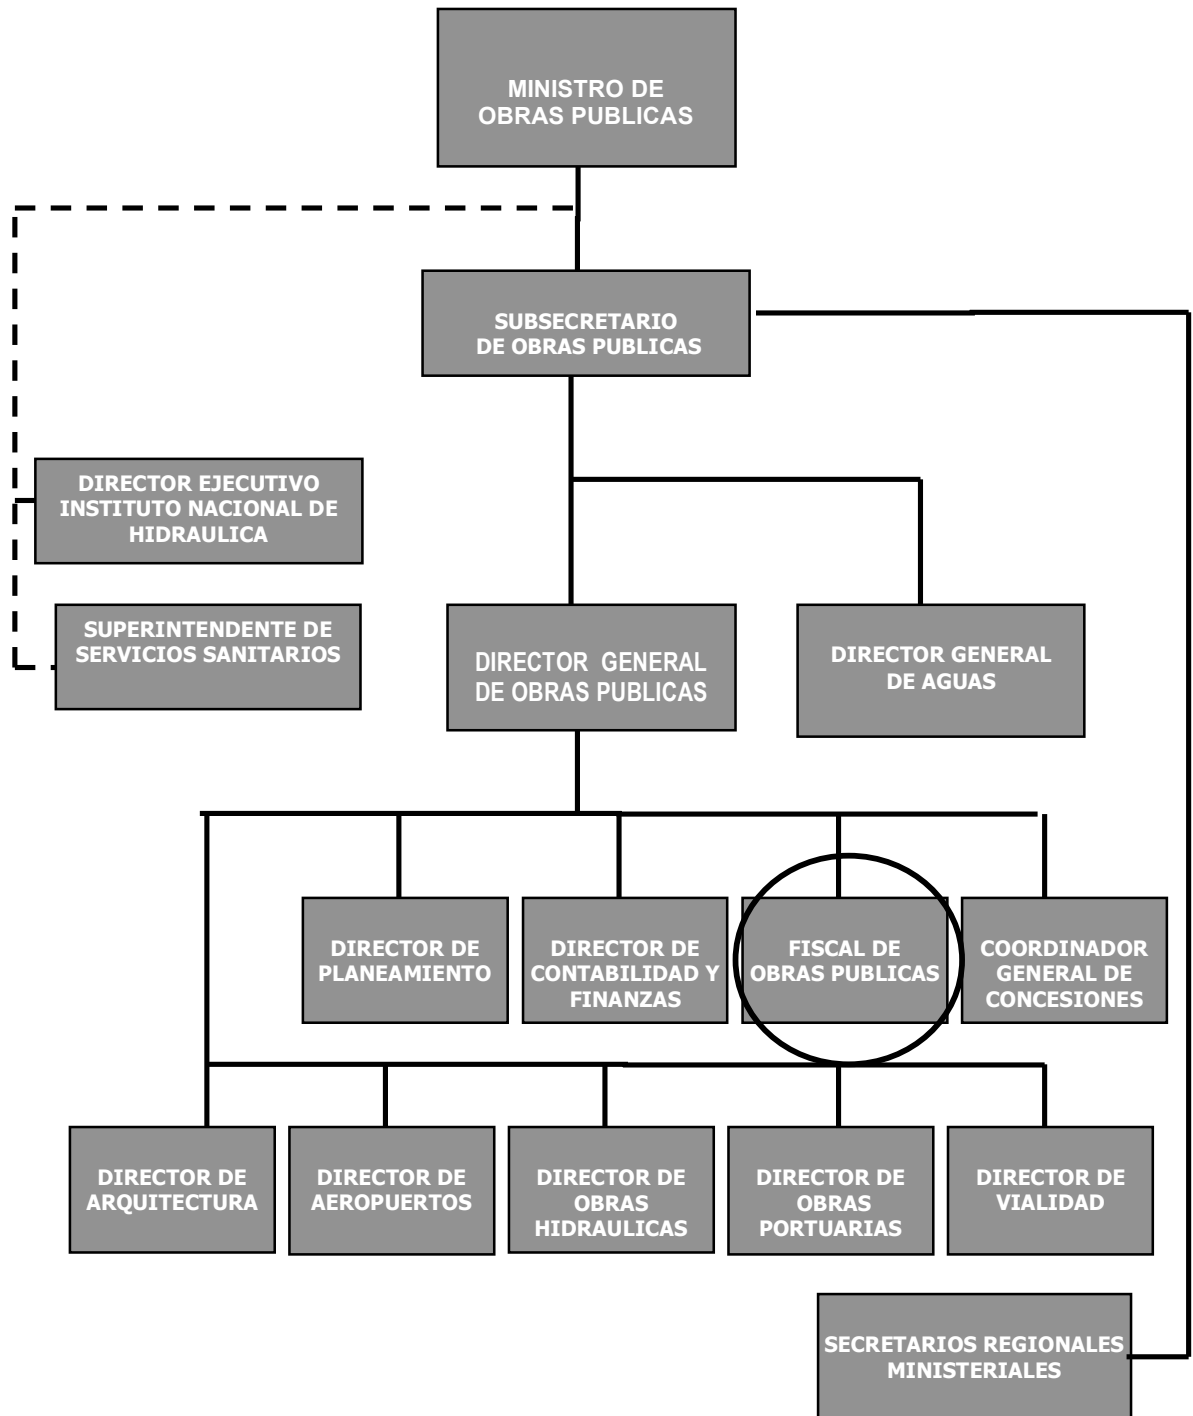 MINISTRO DE
OBRAS PUBLICAS
SUBSECRETARIO
DE OBRAS PUBLICAS
DIRECTOR EJECUTIVO
INSTITUTO NACIONAL DE
HIDRAULICA
SUPERINTENDENTE DE
SERVICIOS SANITARIOS
DIRECTOR GENERAL
DE OBRAS PUBLICAS
DIRECTOR GENERAL
DE AGUAS
DIRECTOR DE
PLANEAMIENTO
DIRECTOR DE
CONTABILIDAD Y
FINANZAS
FISCAL DE
OBRAS PUBLICAS
COORDINADOR
GENERAL DE
CONCESIONES
DIRECTOR DE
ARQUITECTURA
DIRECTOR DE
AEROPUERTOS
DIRECTOR DE
OBRAS
HIDRAULICAS
DIRECTOR DE
OBRAS
PORTUARIAS
DIRECTOR DE
VIALIDAD
SECRETARIOS REGIONALES
MINISTERIALES